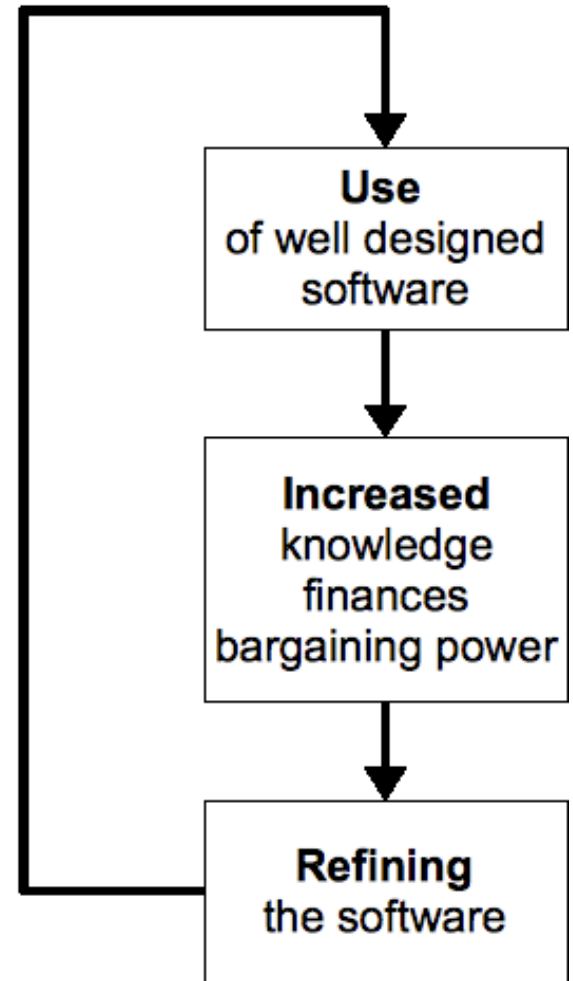 Use
of well designed
software
Increased
knowledge
finances
bargaining power
Refining
the software